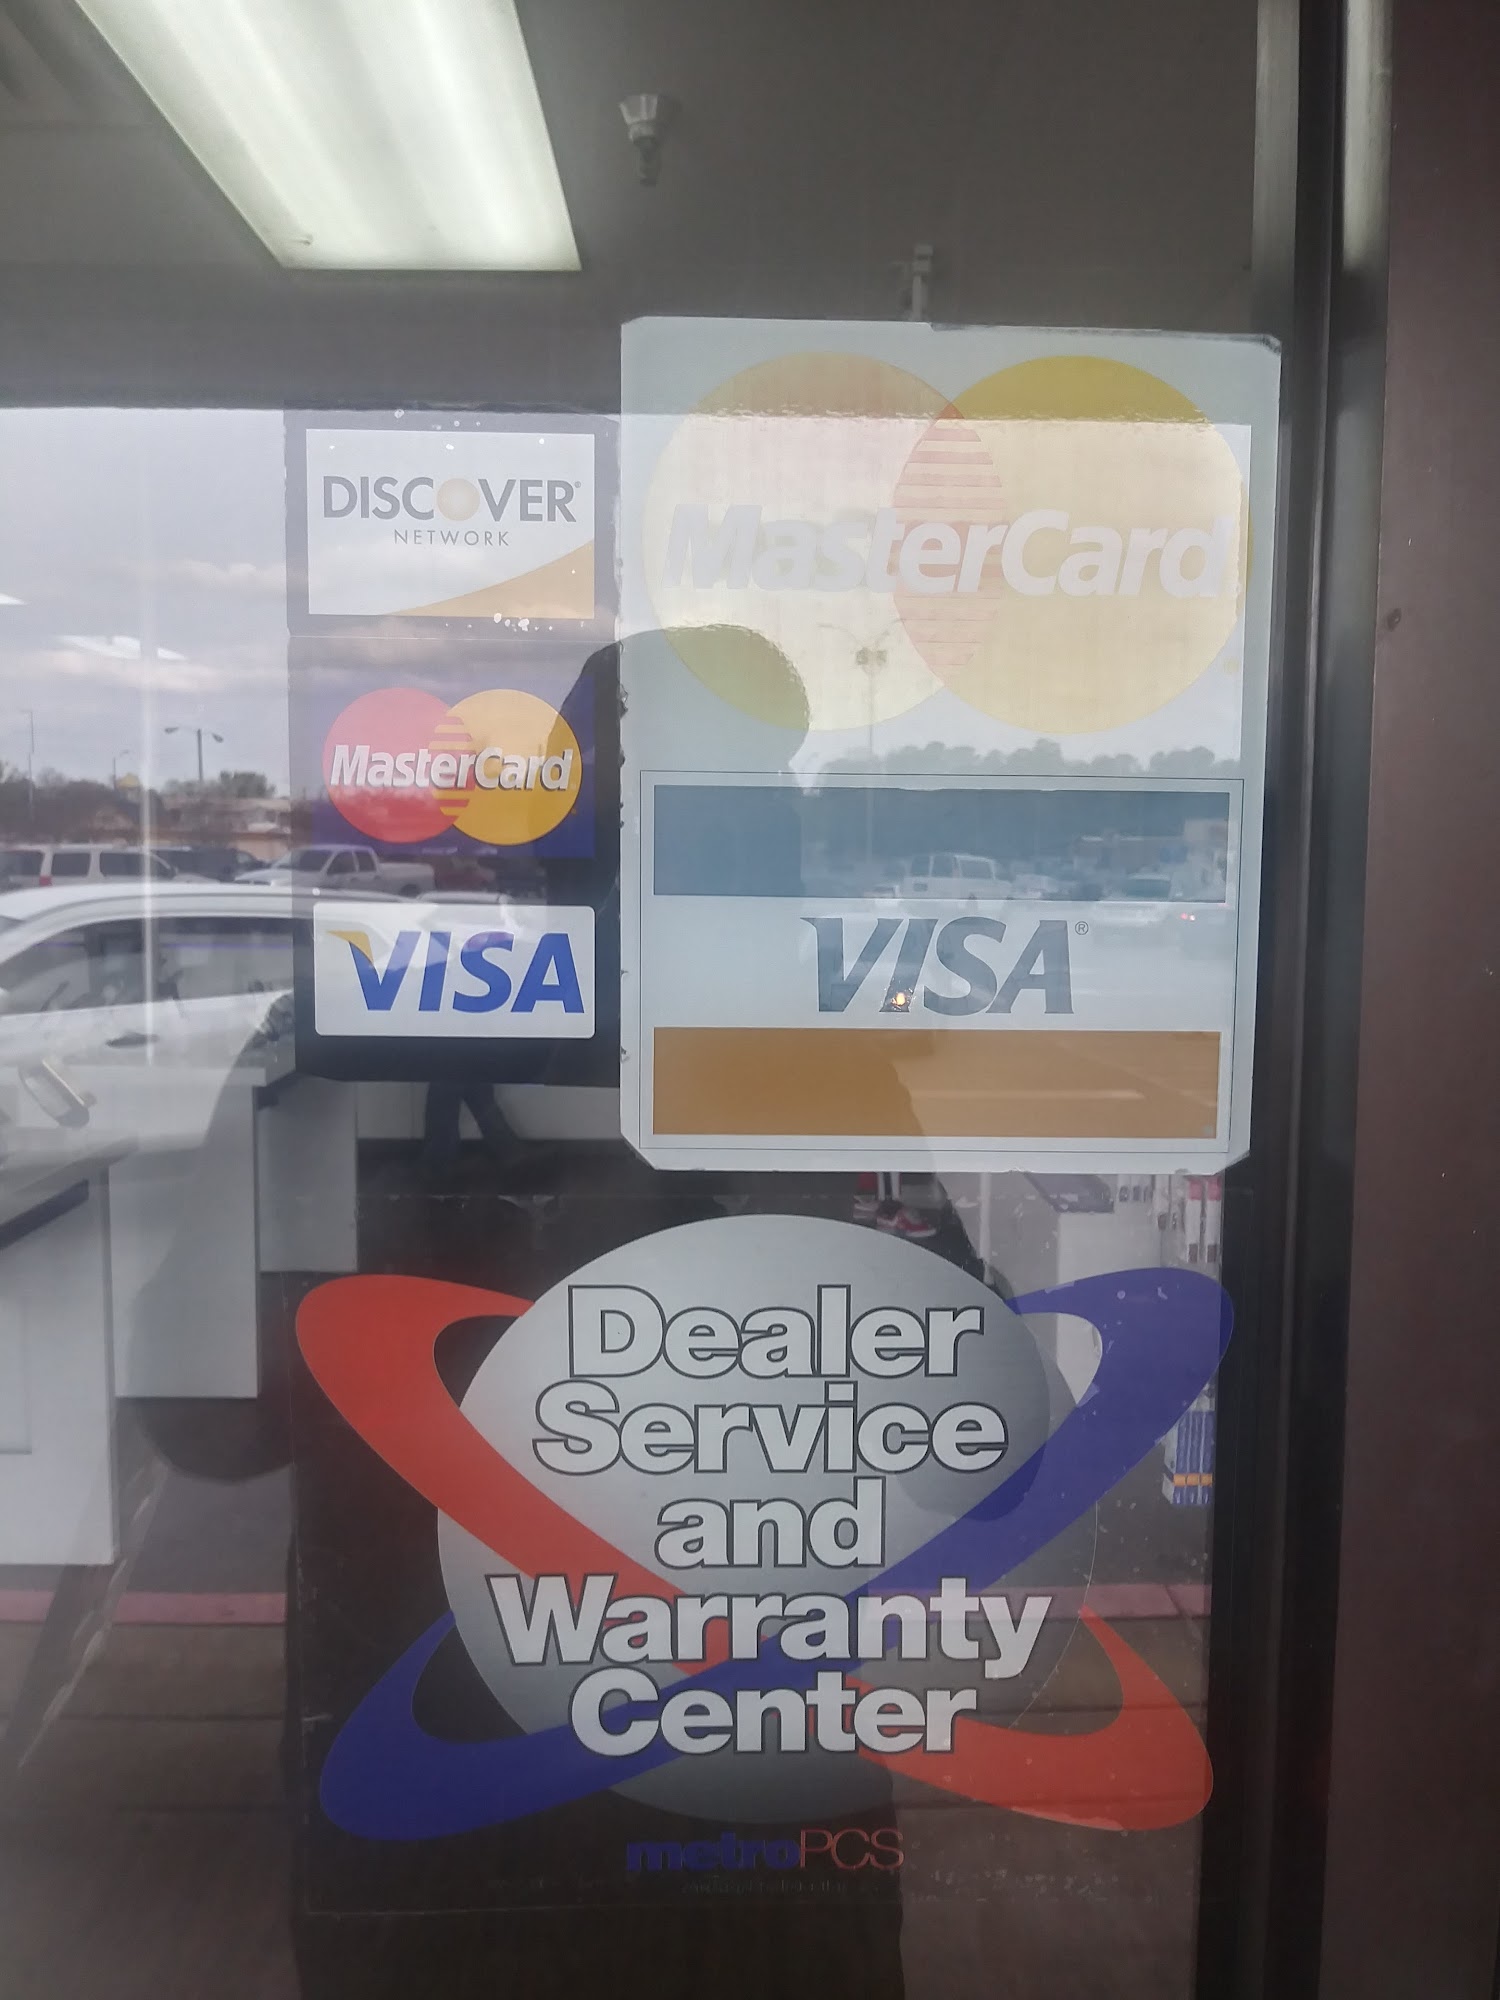 DISCOVER®
NETWORK
MasterCard
VISA
MasterCard
VISA®
Dealer
Service
and
Warranty
Center
metroPCS